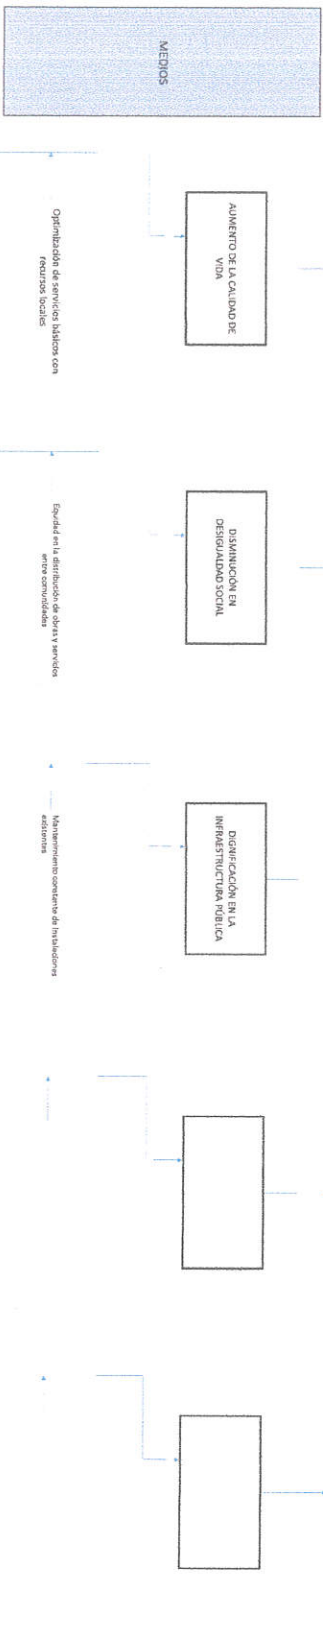 MEDIOS
AUMENTO DE LA CALIDAD DE
VIDA
DISMINUCIÓN EN
DESIGUALDAD SOCIAL
DIGNIFICACIÓN EN LA
INFRAESTRUCTURA PÚBLICA
Optimización de servicios básicos con
recursos locales
Equidad en la distribución de obras y servicios
entre comunidades
Mantenimiento constante de Instalaciones
existentes